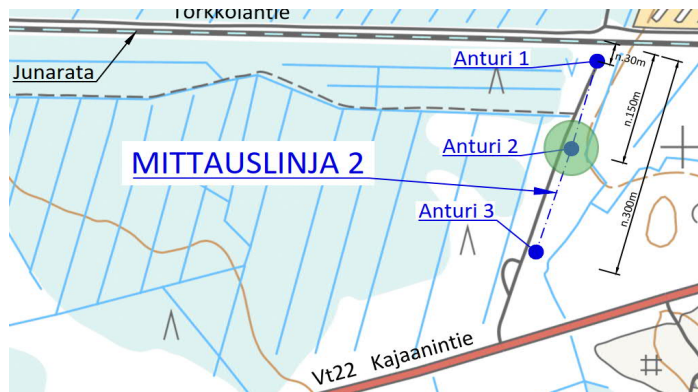 Torkkolantie
Junarata
Anturi 1
n.30m
n.150m
Anturi 2
MITTAUSLINJA 2
Anturi 3
n.300m
Vt22 Kajaanintie